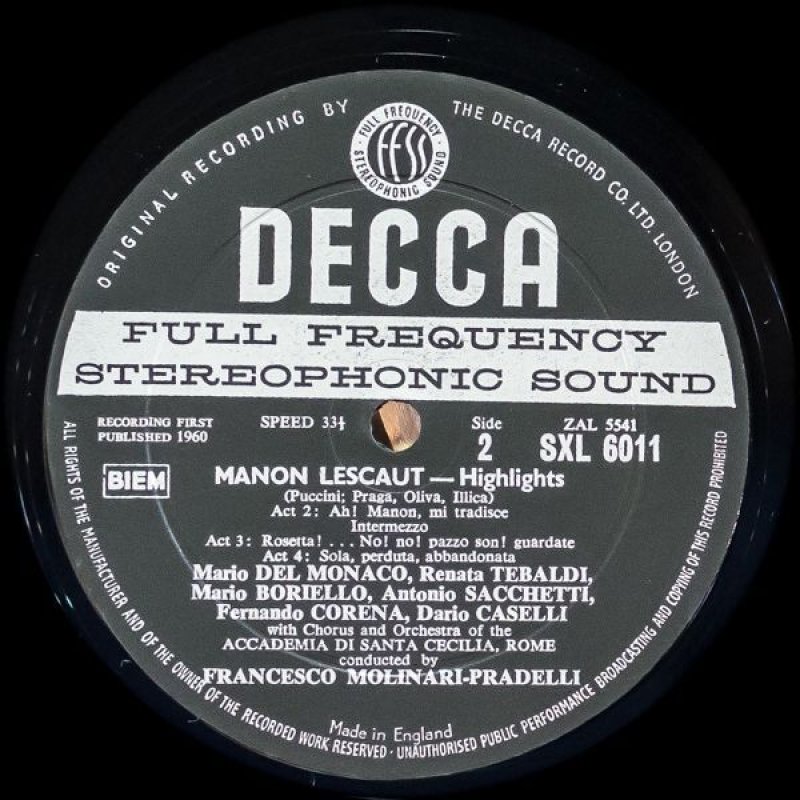 ORIGINAL RECORDING BY
THE DECCA RECORD CO. LTD. LONDON
FULL FREQUENCY
ffss
STEREOPHONIC SOUND
DECCA
FULL FREQUENCY
STEREOPHONIC SOUND
RECORDING FIRST
PUBLISHED 1960
SPEED 33⅓
Side
2
ZAL 5541
SXL 6011
BIEM
MANON LESCAUT — Highlights
(Puccini; Praga, Oliva, Illica)
Act 2: Ah! Manon, mi tradisce
Intermezzo
Act 3: Rosetta! . . . No! no! pazzo son! guardate
Act 4: Sola, perduta, abbandonata
Mario DEL MONACO, Renata TEBALDI,
Mario BORIELLO, Antonio SACCHETTI,
Fernando CORENA, Dario CASELLI
with Chorus and Orchestra of the
ACCADEMIA DI SANTA CECILIA, ROME
conducted by
FRANCESCO MOLINARI-PRADELLI
Made in England
ALL RIGHTS OF THE MANUFACTURER AND OF THE OWNER OF THE RECORDED WORK RESERVED · UNAUTHORISED PUBLIC PERFORMANCE BROADCASTING AND COPYING OF THIS RECORD PROHIBITED